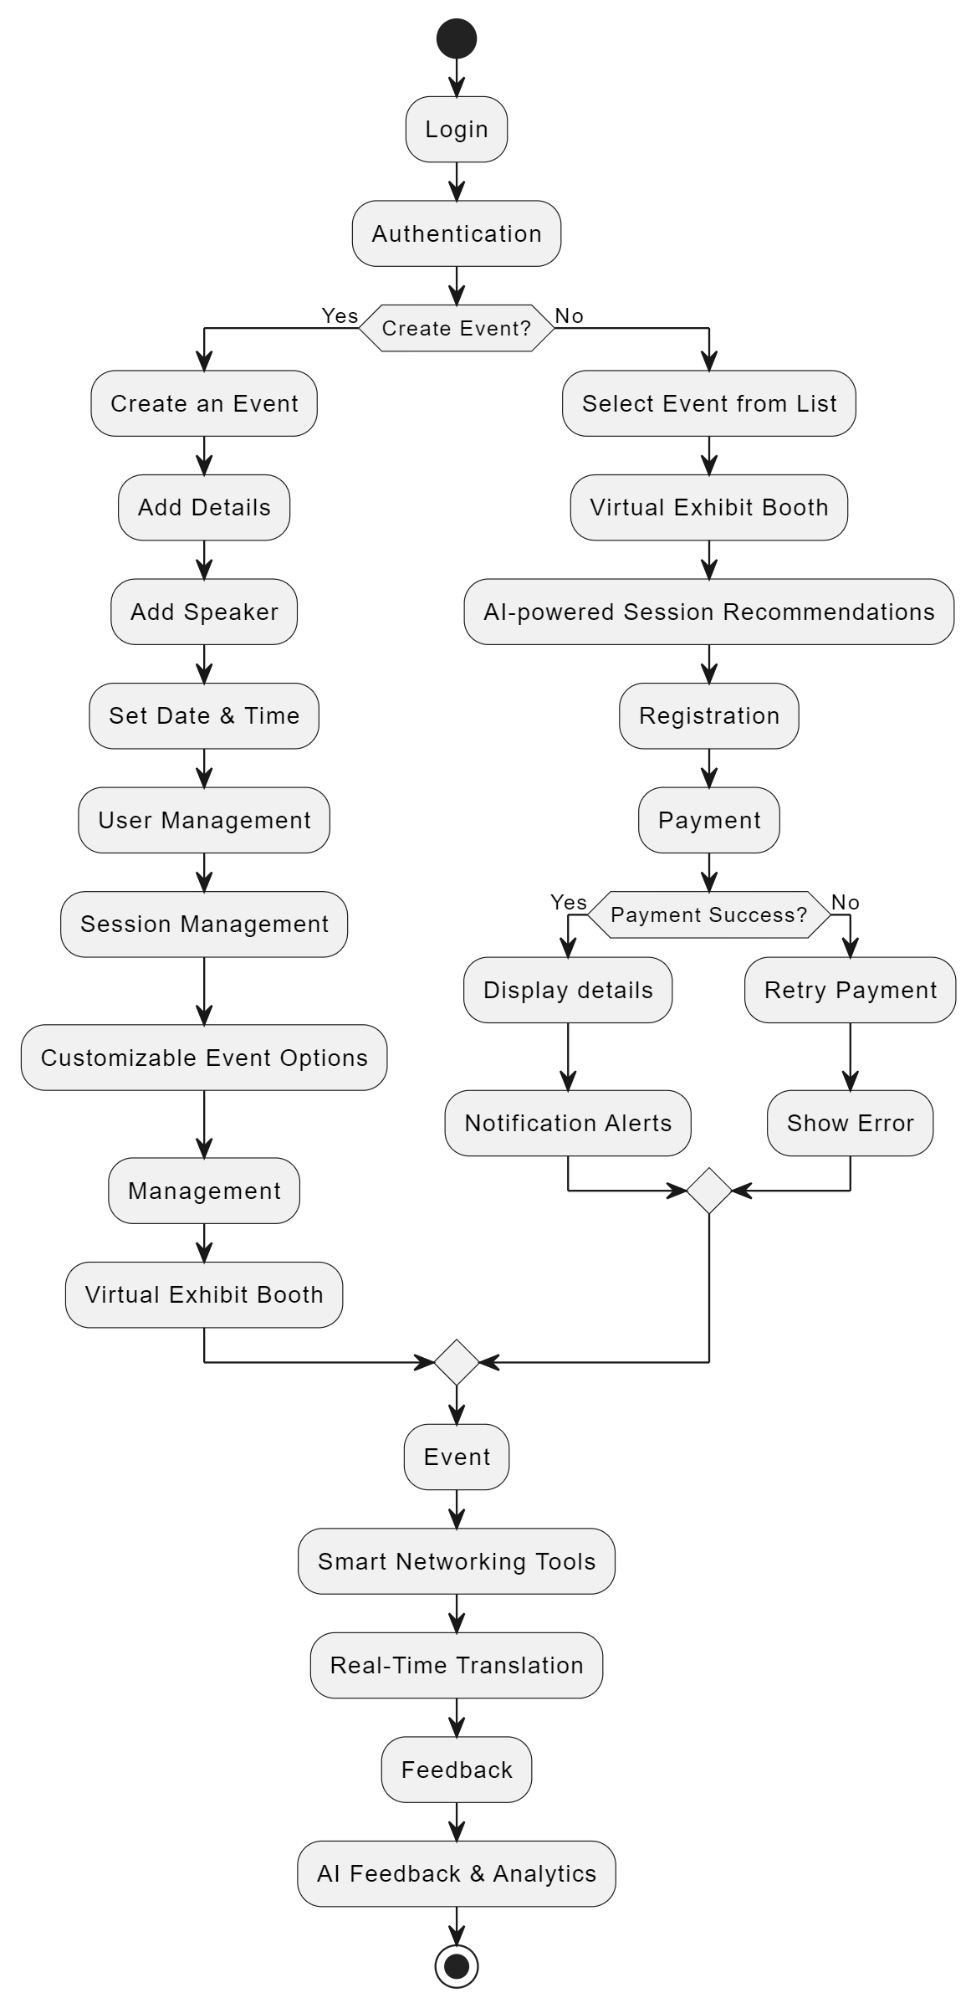 Login
Authentication
Yes
Create Event?
No
Create an Event
Add Details
Add Speaker
Set Date & Time
User Management
Session Management
Customizable Event Options
Management
Virtual Exhibit Booth
Select Event from List
Virtual Exhibit Booth
AI-powered Session Recommendations
Registration
Payment
Yes
Payment Success?
No
Display details
Notification Alerts
Retry Payment
Show Error
Event
Smart Networking Tools
Real-Time Translation
Feedback
AI Feedback & Analytics